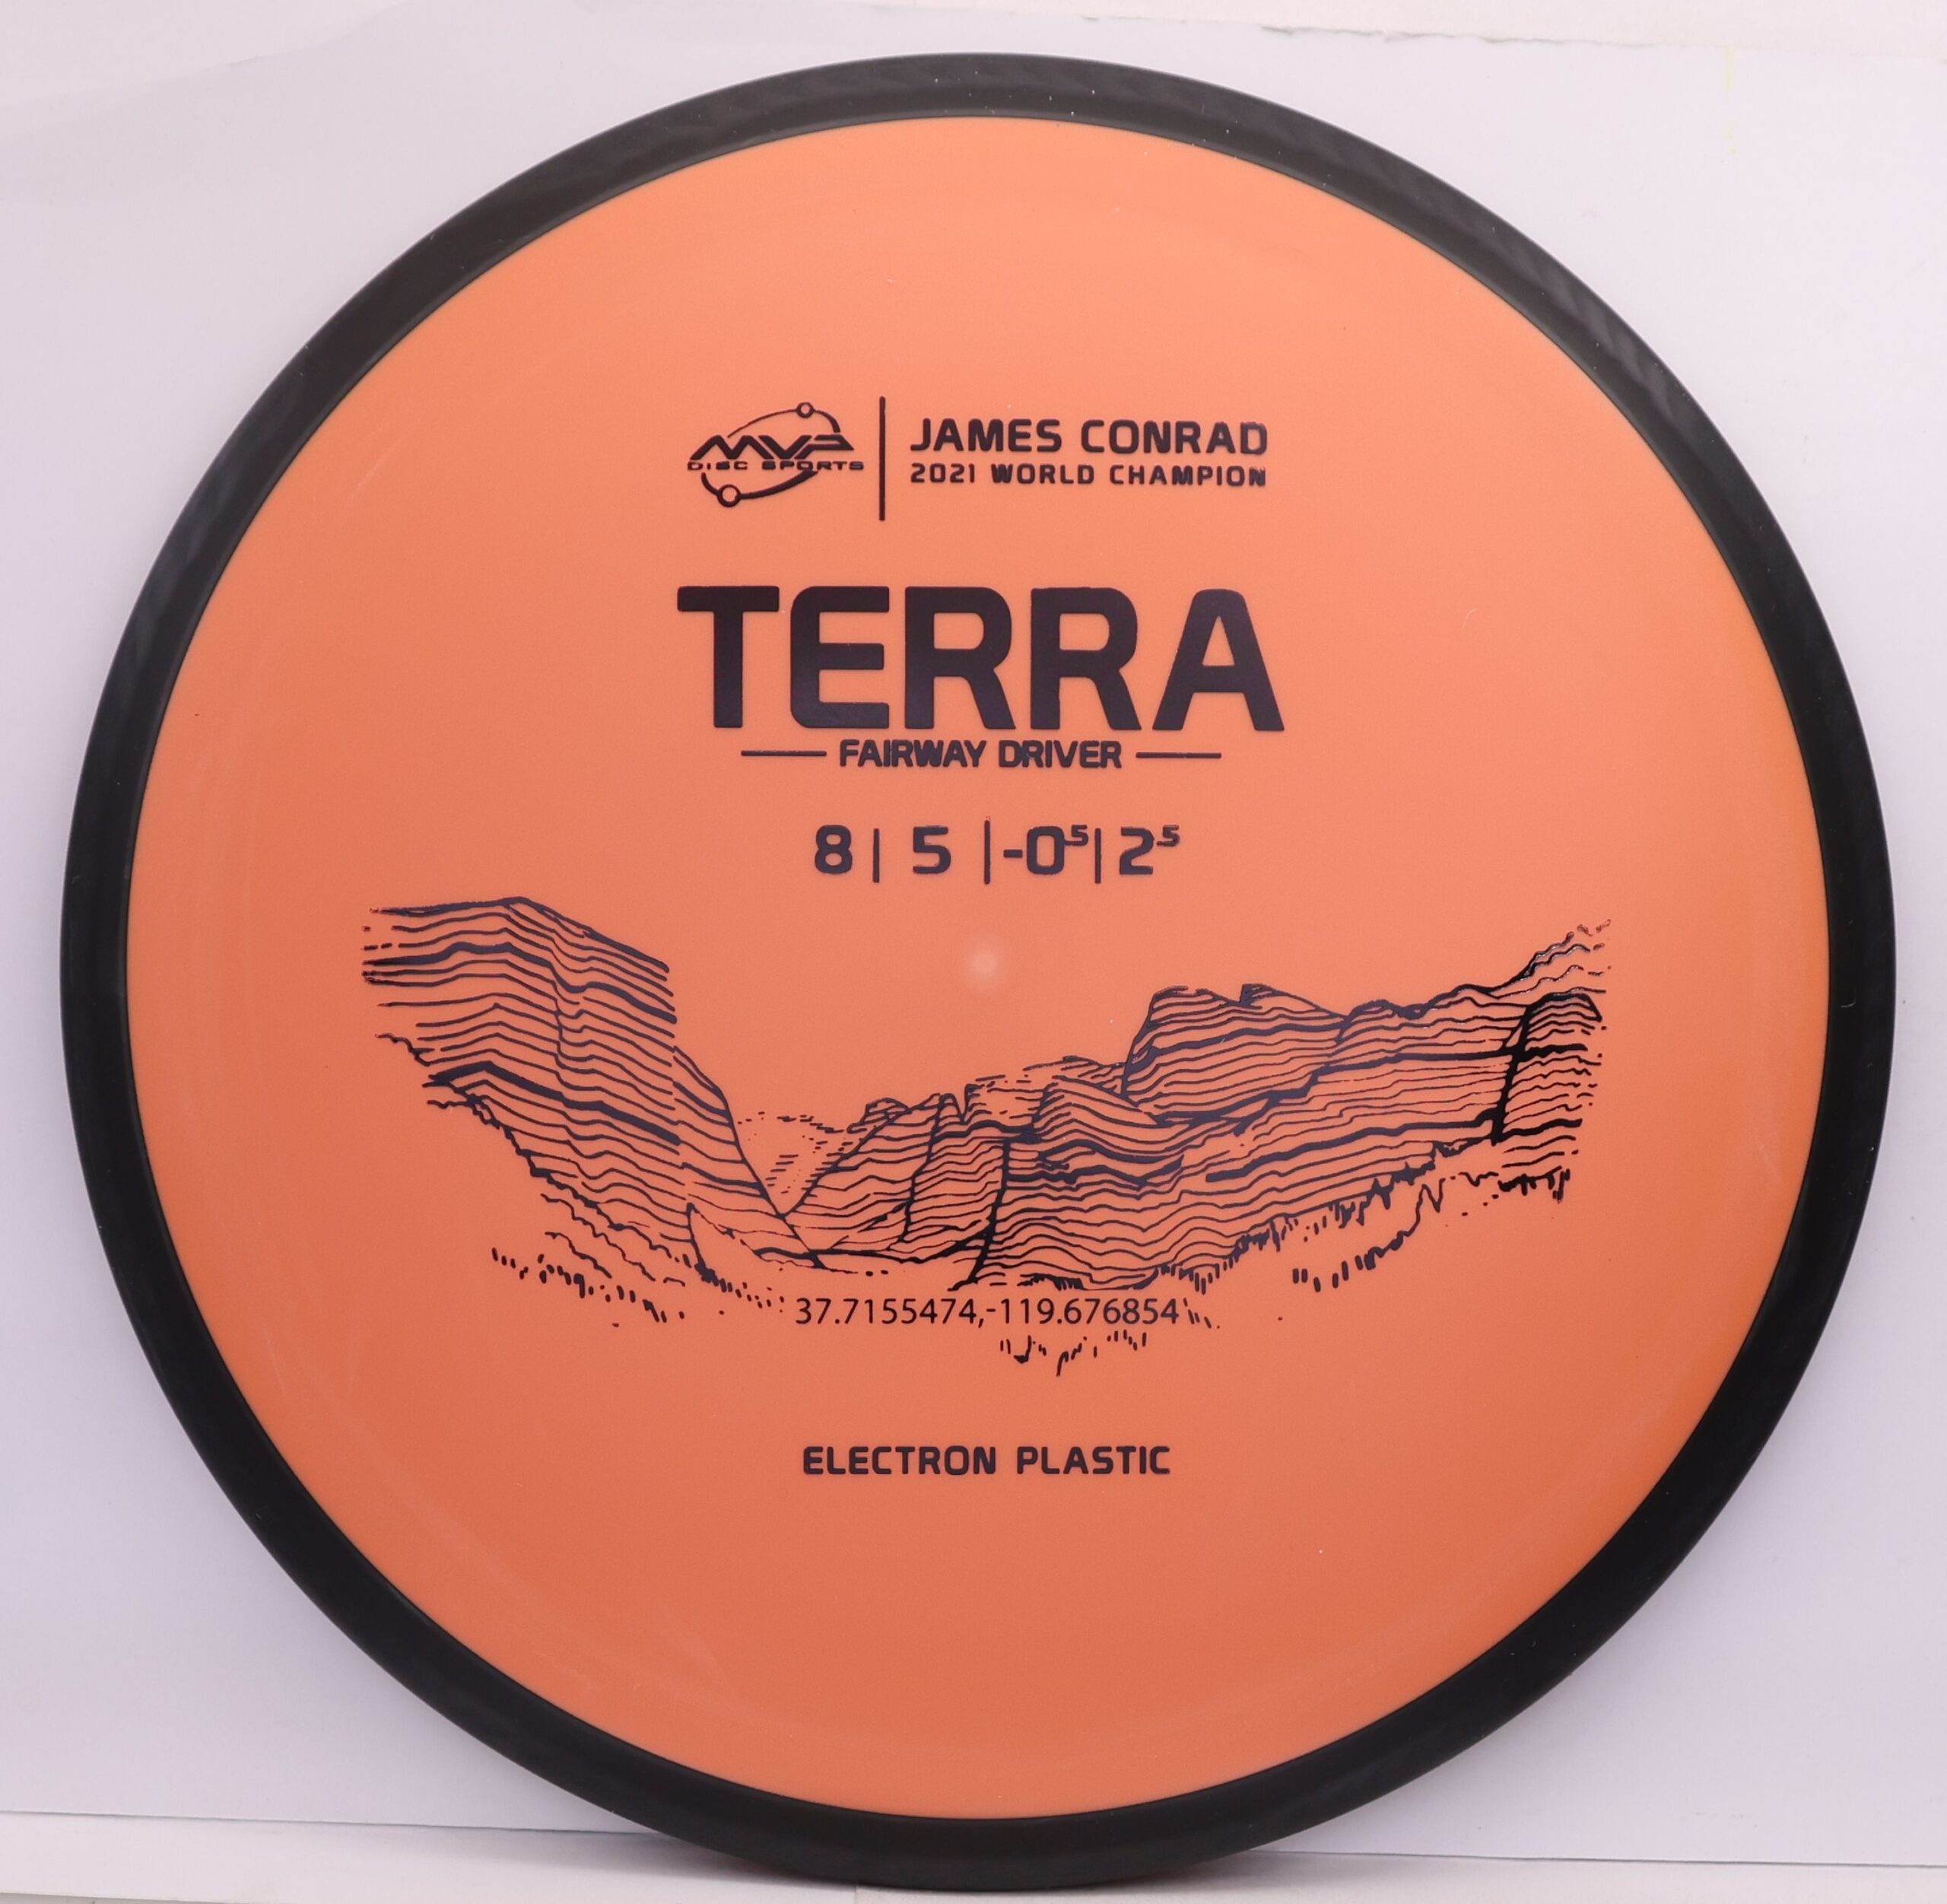 MVP
DISC SPORTS
JAMES CONRAD
2021 WORLD CHAMPION
TERRA
FAIRWAY DRIVER
8 | 5 | -0⁵ | 2⁵
37.7155474,-119.676854
ELECTRON PLASTIC